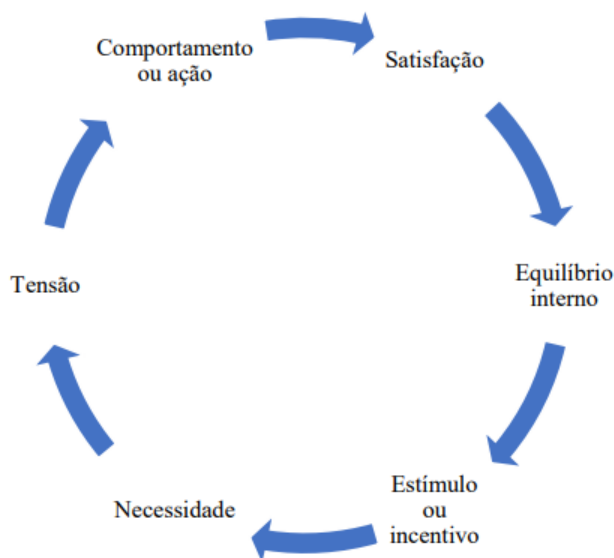 Comportamento
ou ação
Satisfação
Equilíbrio
interno
Estímulo
ou
incentivo
Necessidade
Tensão